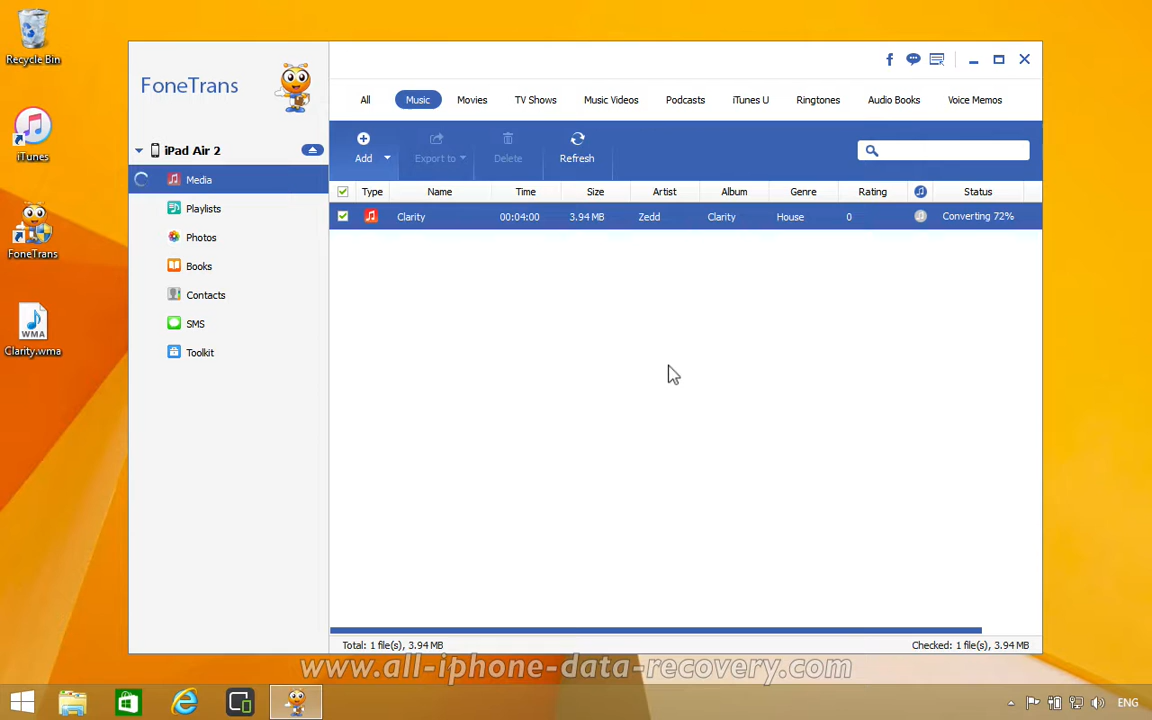 Recycle Bin
iTunes
FoneTrans
WMA
Clarity.wma
FoneTrans
f
All Music Movies TV Shows Music Videos Podcasts iTunes U Ringtones Audio Books Voice Memos
iPad Air 2
Media
Playlists
Photos
Books
Contacts
SMS
Toolkit
Add Export to Delete Refresh
Type Name Time Size Artist Album Genre Rating Status
Clarity 00:04:00 3.94 MB Zedd Clarity House 0 Converting 72%
Total: 1 file(s), 3.94 MB Checked: 1 file(s), 3.94 MB
www.all-iphone-data-recovery.com
ENG